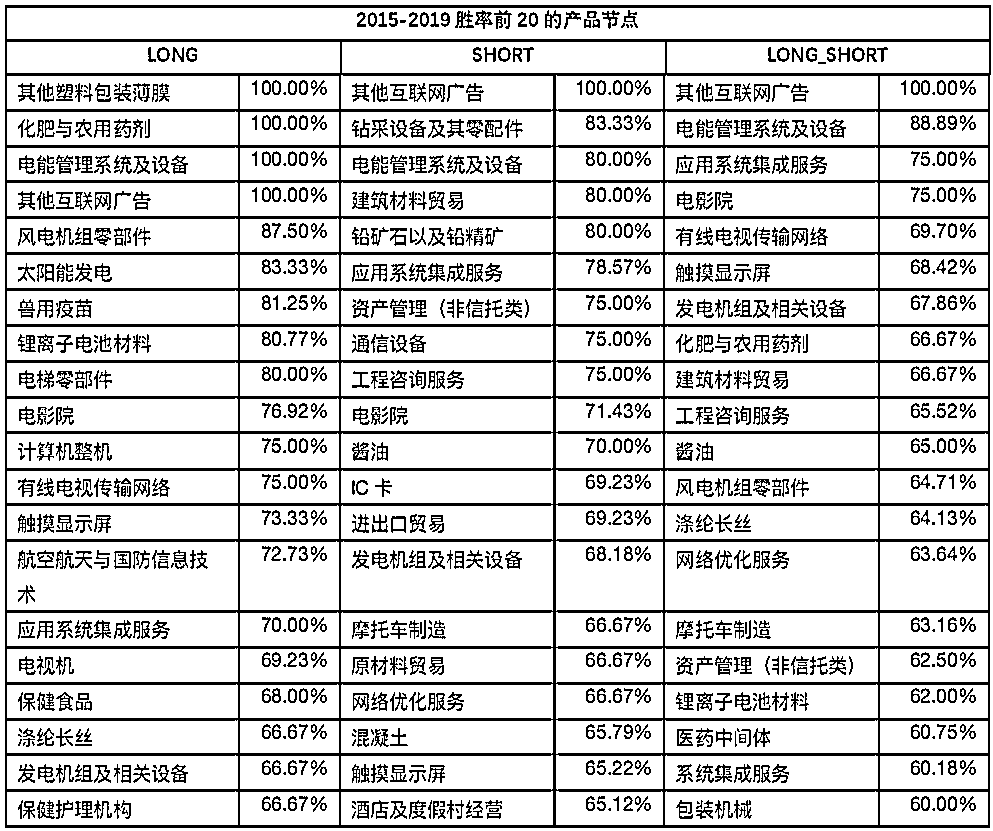 2015-2019 胜率前 20 的产品节点
LONG SHORT LONG_SHORT
其他塑料包装薄膜 100.00% 其他互联网广告 100.00% 其他互联网广告 100.00%
化肥与农用药剂 100.00% 钻采设备及其零配件 83.33% 电能管理系统及设备 88.89%
电能管理系统及设备 100.00% 电能管理系统及设备 80.00% 应用系统集成服务 75.00%
其他互联网广告 100.00% 建筑材料贸易 80.00% 电影院 75.00%
风电机组零部件 87.50% 铅矿石以及铅精矿 80.00% 有线电视传输网络 69.70%
太阳能发电 83.33% 应用系统集成服务 78.57% 触摸显示屏 68.42%
兽用疫苗 81.25% 资产管理（非信托类） 75.00% 发电机组及相关设备 67.86%
锂离子电池材料 80.77% 通信设备 75.00% 化肥与农用药剂 66.67%
电梯零部件 80.00% 工程咨询服务 75.00% 建筑材料贸易 66.67%
电影院 76.92% 电影院 71.43% 工程咨询服务 65.52%
计算机整机 75.00% 酱油 70.00% 酱油 65.00%
有线电视传输网络 75.00% IC 卡 69.23% 风电机组零部件 64.71%
触摸显示屏 73.33% 进出口贸易 69.23% 涤纶长丝 64.13%
航空航天与国防信息技 72.73% 发电机组及相关设备 68.18% 网络优化服务 63.64%
术
应用系统集成服务 70.00% 摩托车制造 66.67% 摩托车制造 63.16%
电视机 69.23% 原材料贸易 66.67% 资产管理（非信托类） 62.50%
保健食品 68.00% 网络优化服务 66.67% 锂离子电池材料 62.00%
涤纶长丝 66.67% 混凝土 65.79% 医药中间体 60.75%
发电机组及相关设备 66.67% 触摸显示屏 65.22% 系统集成服务 60.18%
保健护理机构 66.67% 酒店及度假村经营 65.12% 包装机械 60.00%